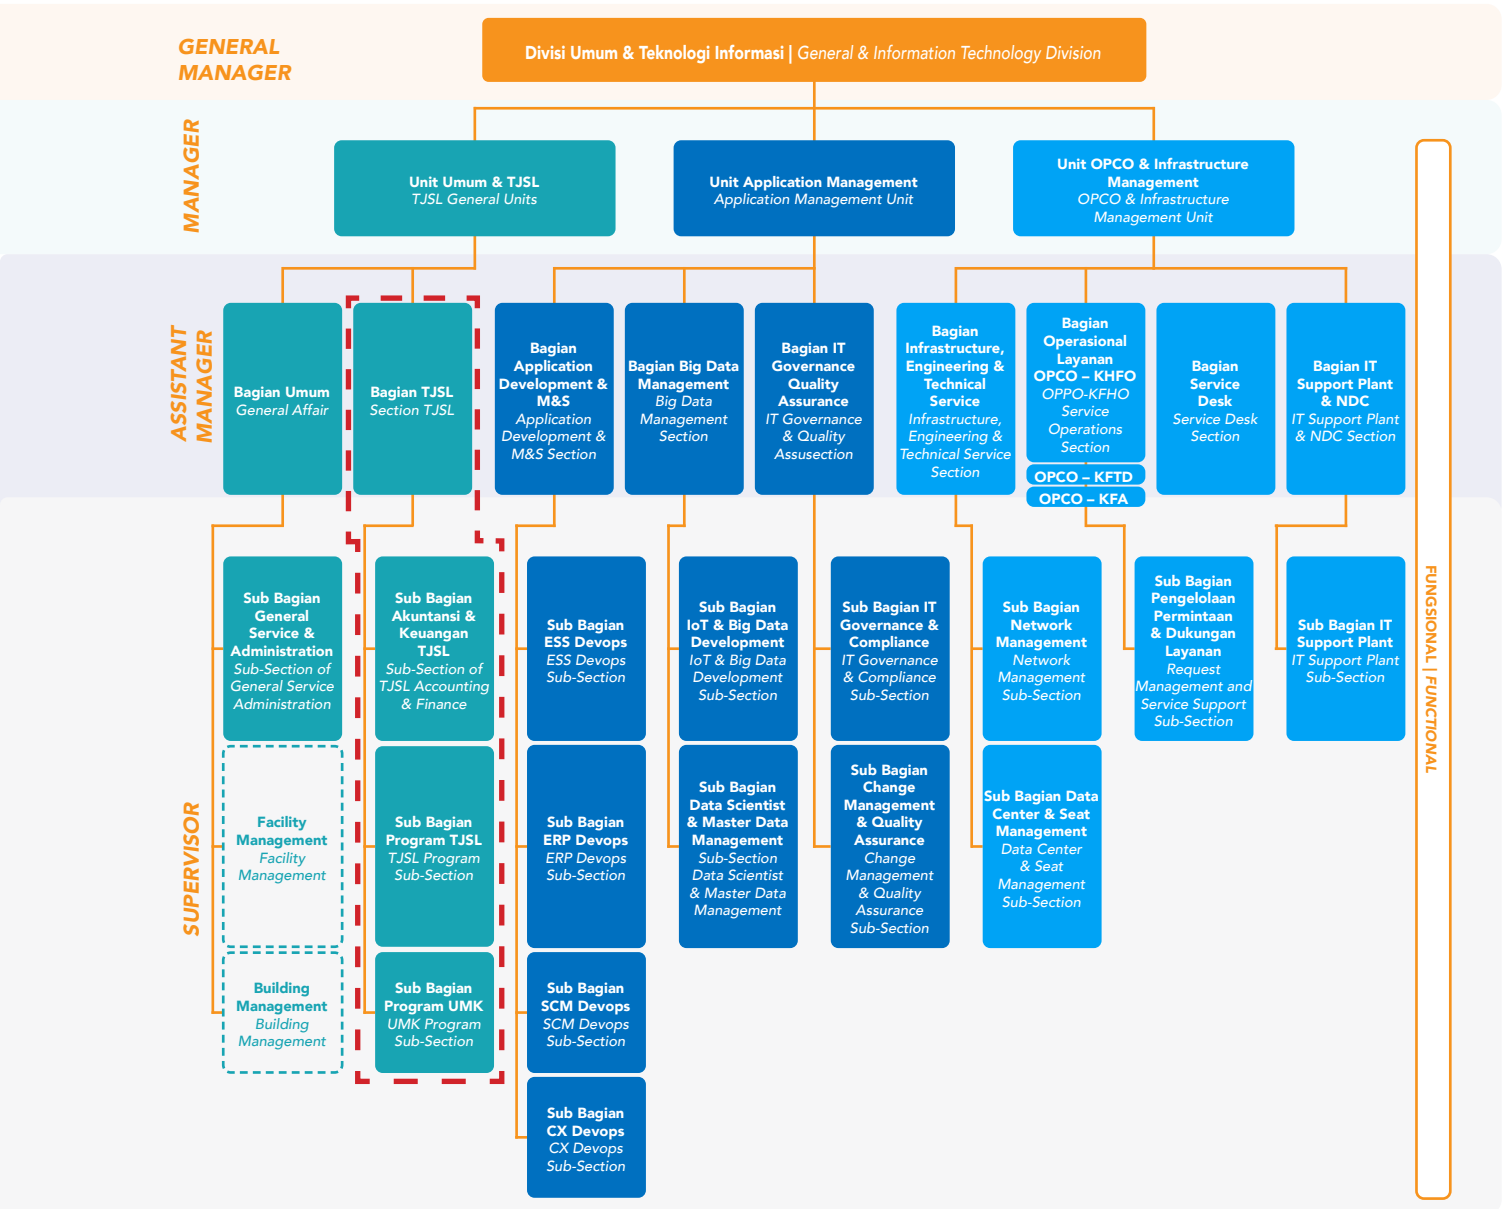 GENERAL
MANAGER
Divisi Umum & Teknologi Informasi | General & Information Technology Division
MANAGER
Unit Umum & TJSL
TJSL General Units
Unit Application Management
Application Management Unit
Unit OPCO & Infrastructure
Management
OPCO & Infrastructure
Management Unit
ASSISTANT
MANAGER
Bagian Umum
General Affair
Bagian TJSL
Section TJSL
Bagian
Application
Development &
M&S
Application
Development &
M&S Section
Bagian Big Data
Management
Big Data
Management
Section
Bagian IT
Governance
Quality
Assurance
IT Governance
& Quality
Assusection
Bagian
Infrastructure,
Engineering &
Technical
Service
Infrastructure,
Engineering &
Technical Service
Section
Bagian
Operasional
Layanan
OPCO – KHFO
OPPO-KFHO
Service
Operations
Section
OPCO – KFTD
OPCO – KFA
Bagian
Service
Desk
Service Desk
Section
Bagian IT
Support Plant
& NDC
IT Support Plant
& NDC Section
SUPERVISOR
Sub Bagian
General
Service &
Administration
Sub-Section of
General Service
Administration
Sub Bagian
Akuntansi &
Keuangan
TJSL
Sub-Section of
TJSL Accounting
& Finance
Sub Bagian
ESS Devops
ESS Devops
Sub-Section
Sub Bagian
IoT & Big Data
Development
IoT & Big Data
Development
Sub-Section
Sub Bagian IT
Governance &
Compliance
IT Governance
& Compliance
Sub-Section
Sub Bagian
Network
Management
Network
Management
Sub-Section
Sub Bagian
Pengelolaan
Permintaan
& Dukungan
Layanan
Request
Management and
Service Support
Sub-Section
Sub Bagian IT
Support Plant
IT Support Plant
Sub-Section
Facility
Management
Facility
Management
Sub Bagian
Program TJSL
TJSL Program
Sub-Section
Sub Bagian
ERP Devops
ERP Devops
Sub-Section
Sub Bagian
Data Scientist
& Master Data
Management
Sub-Section
Data Scientist
& Master Data
Management
Sub Bagian
Change
Management
& Quality
Assurance
Change
Management
& Quality
Assurance
Sub-Section
Sub Bagian Data
Center & Seat
Management
Data Center
& Seat
Management
Sub-Section
Building
Management
Building
Management
Sub Bagian
Program UMK
UMK Program
Sub-Section
Sub Bagian
SCM Devops
SCM Devops
Sub-Section
Sub Bagian
CX Devops
CX Devops
Sub-Section
FUNGSIONAL | FUNCTIONAL